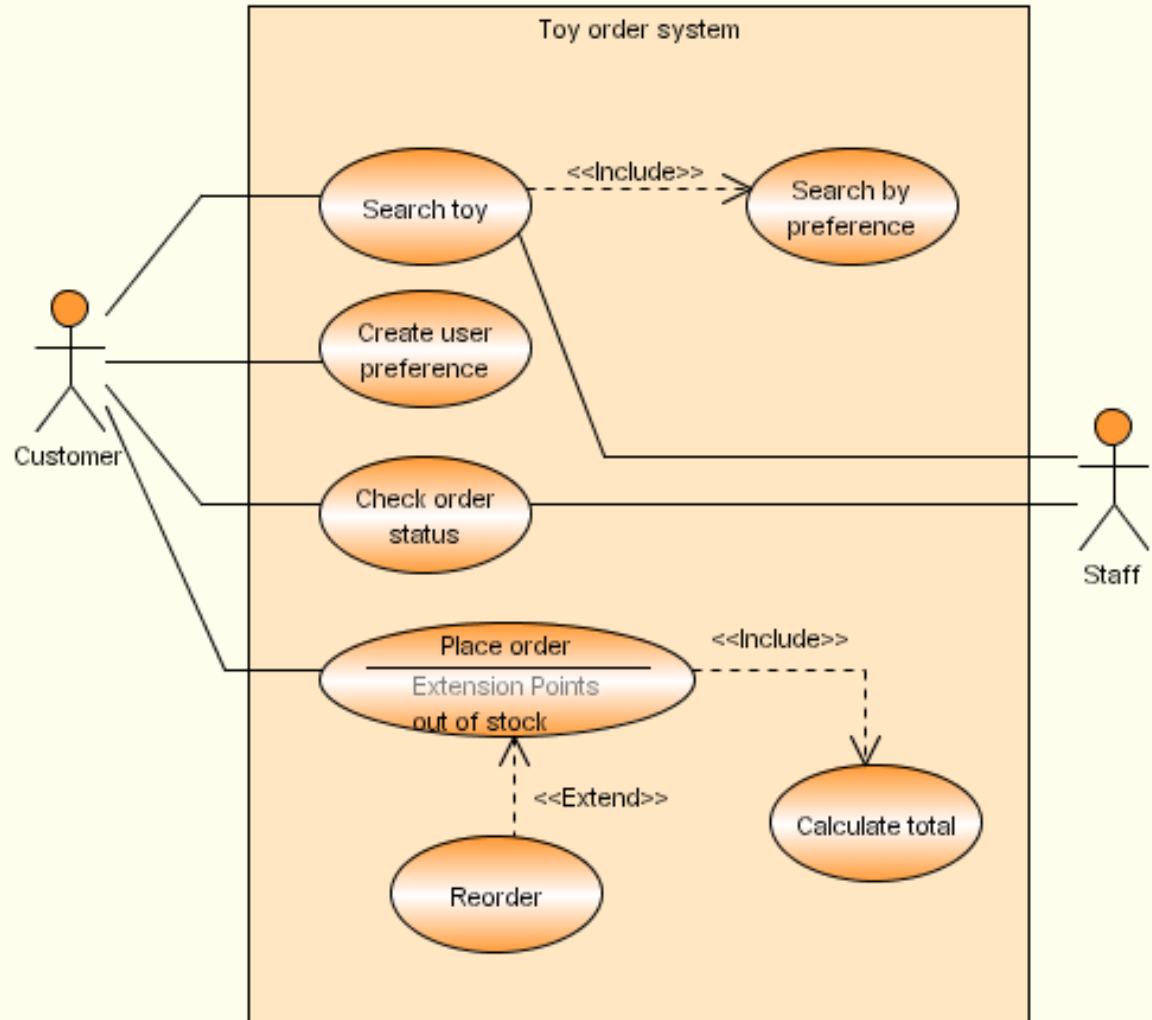 Toy order system
Search toy
<<Include>>
Search by
preference
Create user
preference
Customer
Check order
status
Staff
Place order
Extension Points
out of stock
<<Include>>
<<Extend>>
Calculate total
Reorder